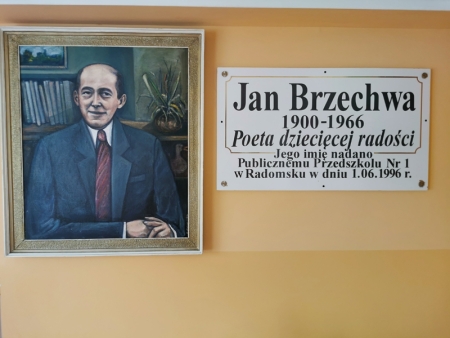 Jan Brzechwa
1900-1966
Poeta dziecięcej radości
Jego imię nadano
Publicznemu Przedszkolu Nr 1
w Radomsku w dniu 1.06.1996 r.